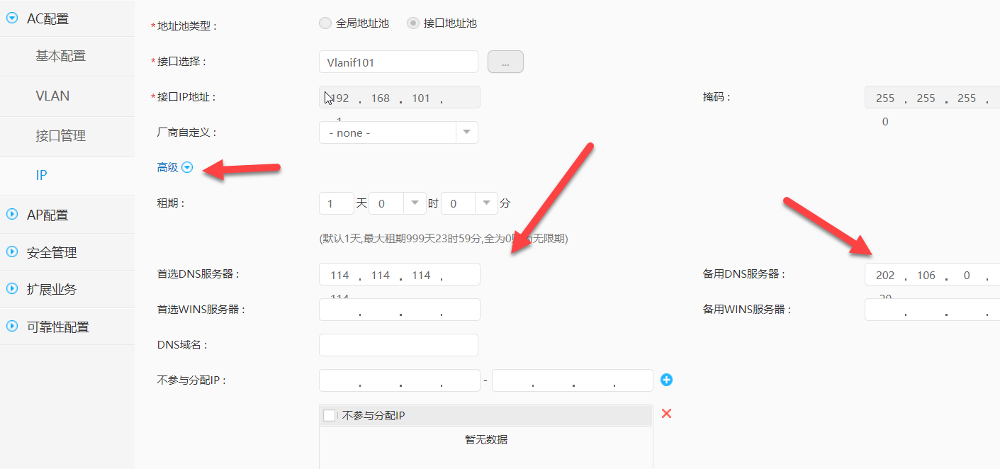 AC配置
基本配置
VLAN
接口管理
IP
AP配置
安全管理
扩展业务
可靠性配置
*地址池类型： 全局地址池 接口地址池
*接口选择： Vlanif101 ...
*接口IP地址： 192 . 168 . 101 . 1 掩码： 255 . 255 . 255 . 0
厂商自定义： - none -
高级
租期： 1 天 0 时 0 分
(默认1天,最大租期999天23时59分,全为0则为无限期)
首选DNS服务器： 114 . 114 . 114 . 114 备用DNS服务器： 202 . 106 . 0 . 20
首选WINS服务器： . . . 备用WINS服务器： . . .
DNS域名：
不参与分配IP： . . . - . . .
不参与分配IP
暂无数据